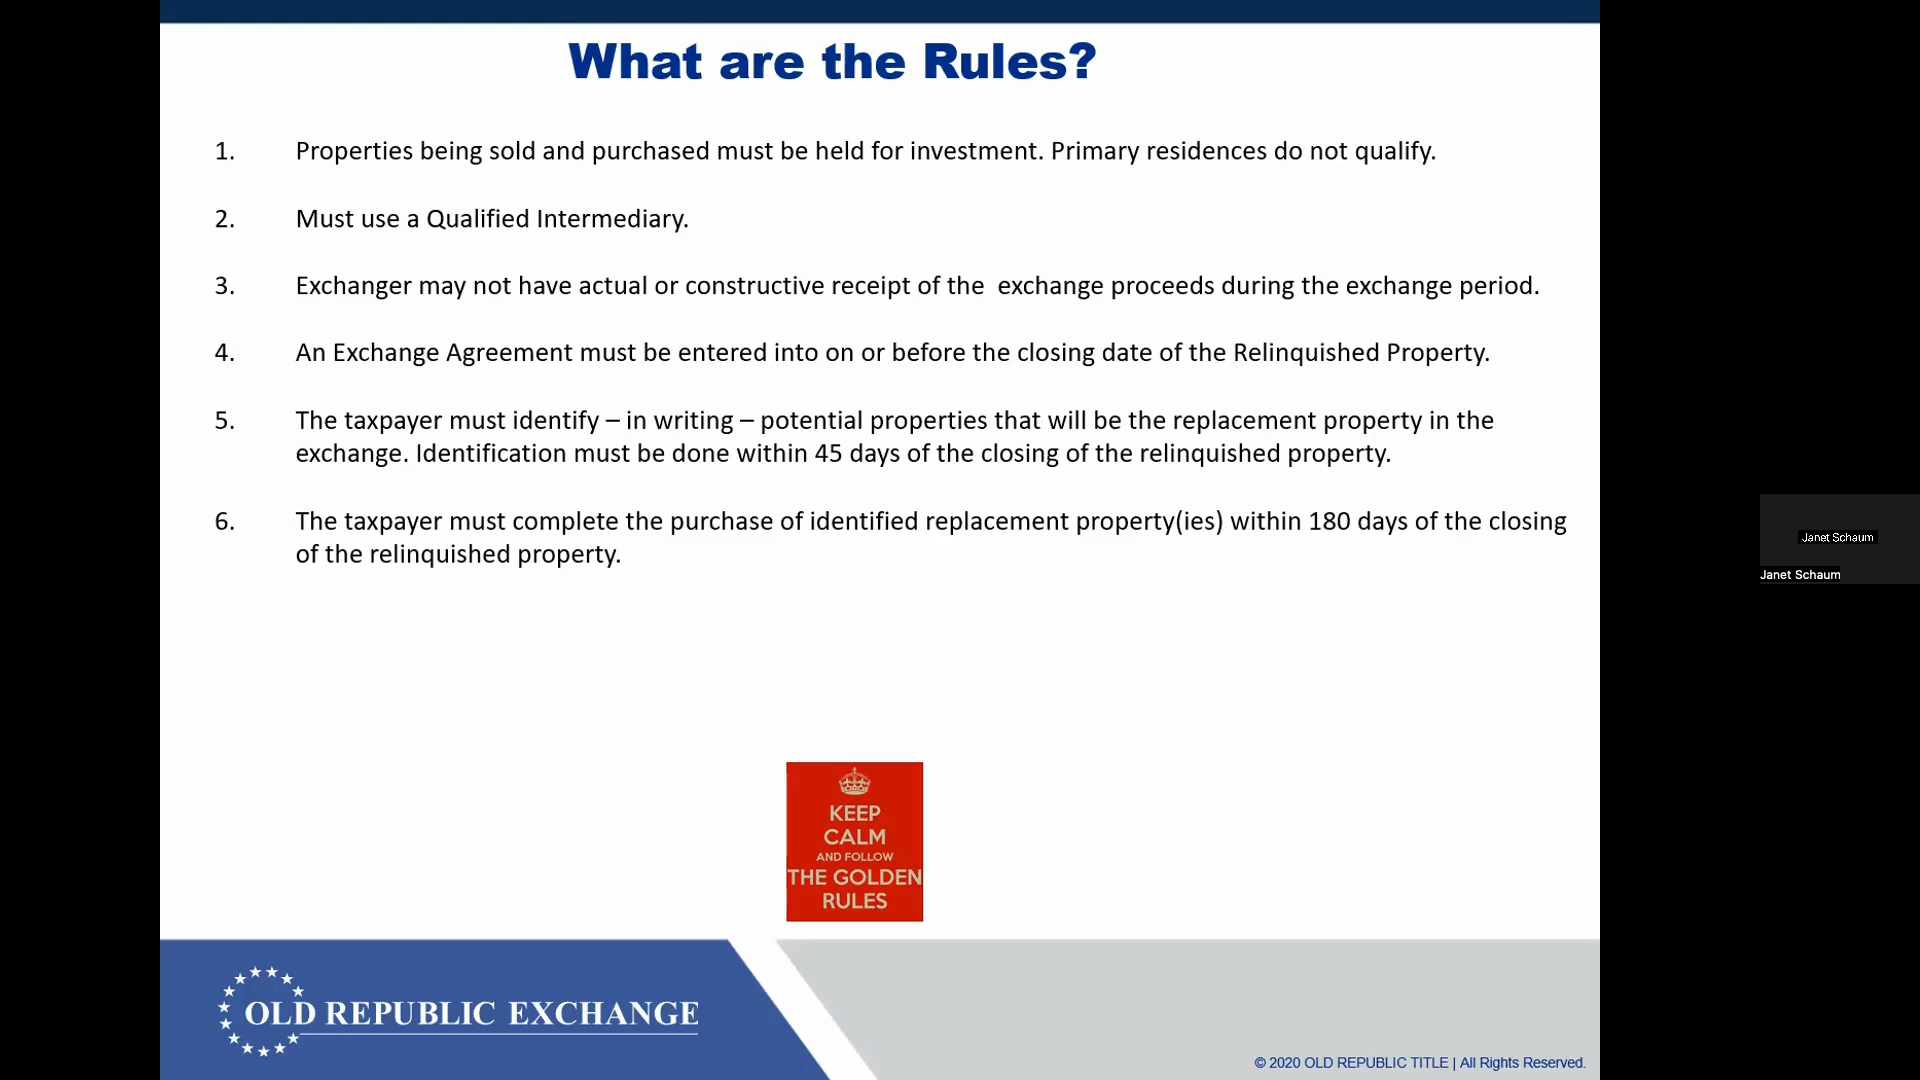 What are the Rules?
1. Properties being sold and purchased must be held for investment. Primary residences do not qualify.
2. Must use a Qualified Intermediary.
3. Exchanger may not have actual or constructive receipt of the  exchange proceeds during the exchange period.
4. An Exchange Agreement must be entered into on or before the closing date of the Relinquished Property.
5. The taxpayer must identify – in writing – potential properties that will be the replacement property in the
exchange. Identification must be done within 45 days of the closing of the relinquished property.
6. The taxpayer must complete the purchase of identified replacement property(ies) within 180 days of the closing
of the relinquished property.
Janet Schaum
Janet Schaum
KEEP
CALM
AND FOLLOW
THE GOLDEN
RULES
OLD REPUBLIC EXCHANGE
© 2020 OLD REPUBLIC TITLE | All Rights Reserved.